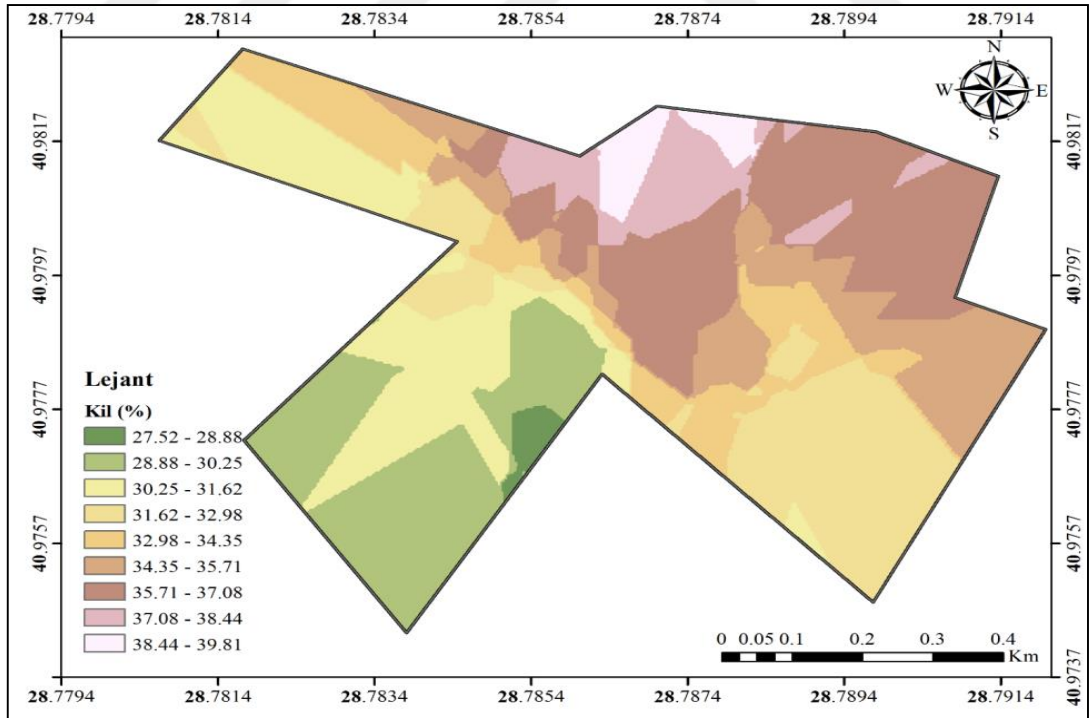 28.7794 28.7814 28.7834 28.7854 28.7874 28.7894 28.7914
N
W E
S
40.9817 40.9817
40.9797 40.9797
40.9777 40.9777
40.9757 40.9757
40.9737
Lejant
Kil (%)
27.52 - 28.88
28.88 - 30.25
30.25 - 31.62
31.62 - 32.98
32.98 - 34.35
34.35 - 35.71
35.71 - 37.08
37.08 - 38.44
38.44 - 39.81
0 0.05 0.1 0.2 0.3 0.4
Km
28.7794 28.7814 28.7834 28.7854 28.7874 28.7894 28.7914